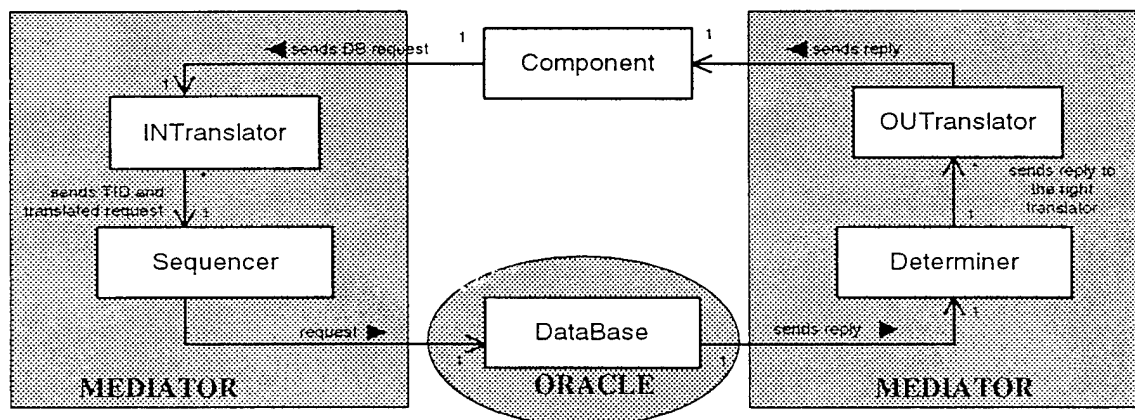 ◄ sends DB request
1
1
◄ sends reply
Component
1
INTranslator
OUTranslator
*
*
sends TID and
translated request
sends reply to
the right
translator
1
1
Sequencer
Determiner
request ►
DataBase
sends reply ►
1
1
1
MEDIATOR
ORACLE
MEDIATOR